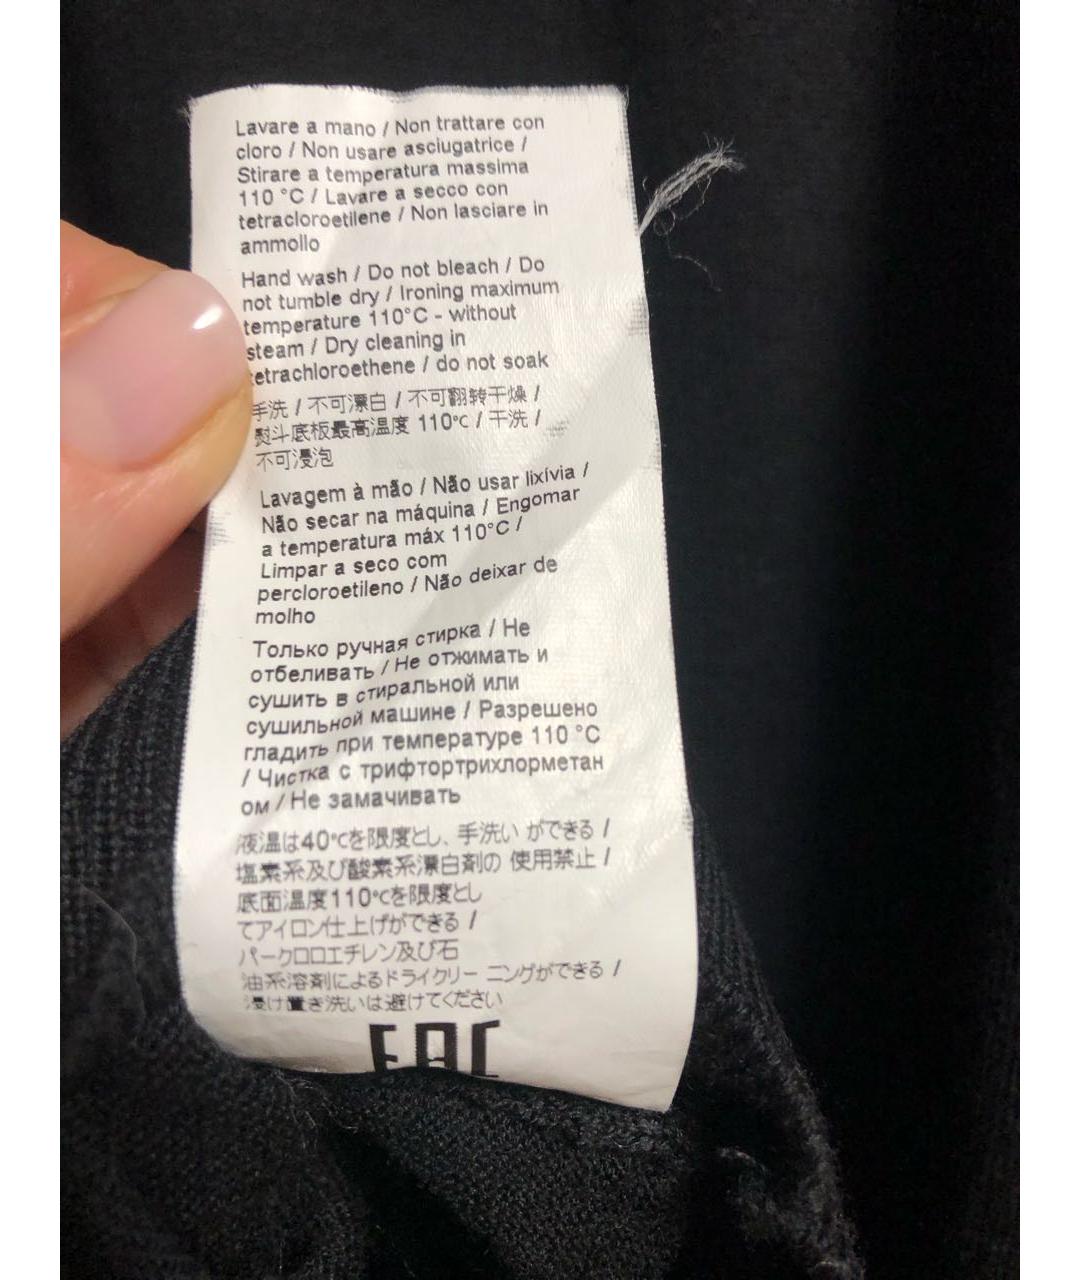 Lavare a mano / Non trattare con
cloro / Non usare asciugatrice /
Stirare a temperatura massima
110 °C / Lavare a secco con
tetracloroetilene / Non lasciare in
ammollo
Hand wash / Do not bleach / Do
not tumble dry / Ironing maximum
temperature 110°C - without
steam / Dry cleaning in
tetrachloroethene / do not soak
手洗 / 不可漂白 / 不可翻转干燥 /
熨斗底板最高温度 110℃ / 干洗 /
不可浸泡
Lavagem à mão / Não usar lixívia /
Não secar na máquina / Engomar
a temperatura máx 110°C /
Limpar a seco com
percloroetileno / Não deixar de
molho
Только ручная стирка / Не
отбеливать / Не отжимать и
сушить в стиральной или
сушильной машине / Разрешено
гладить при температуре 110 °C
/ Чистка с трифтортрихлорметан
ом / Не замачивать
液温は40℃を限度とし、手洗い ができる /
塩素系及び酸素系漂白剤の 使用禁止 /
底面温度110℃を限度とし
てアイロン仕上げができる /
パークロロエチレン及び石
油系溶剤によるドライクリー ニングができる /
浸け置き洗いは避けてください
EAC